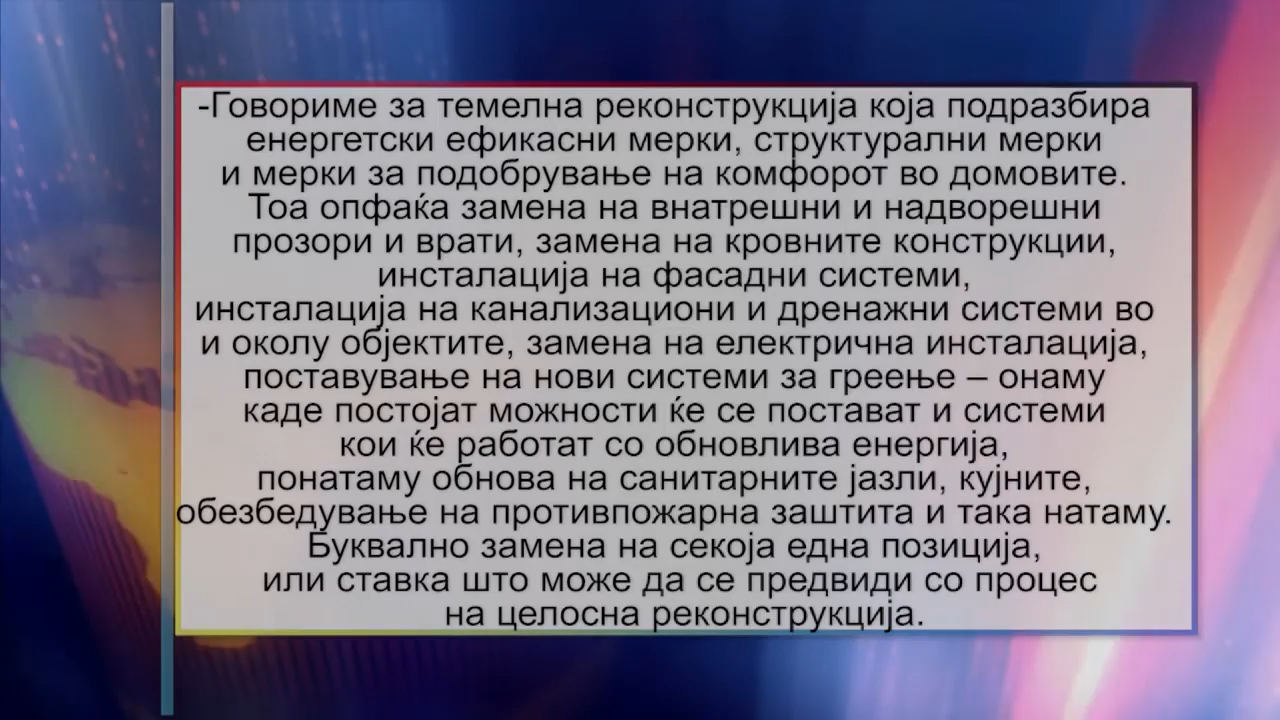 -Говориме за темелна реконструкција која подразбира
енергетски ефикасни мерки, структурални мерки
и мерки за подобрување на комфорот во домовите.
Тоа опфаќа замена на внатрешни и надворешни
прозори и врати, замена на кровните конструкции,
инсталација на фасадни системи,
инсталација на канализациони и дренажни системи во
и околу објектите, замена на електрична инсталација,
поставување на нови системи за греење – онаму
каде постојат можности ќе се постават и системи
кои ќе работат со обновлива енергија,
понатаму обнова на санитарните јазли, кујните,
обезбедување на противпожарна заштита и така натаму.
Буквално замена на секоја една позиција,
или ставка што може да се предвиди со процес
на целосна реконструкција.